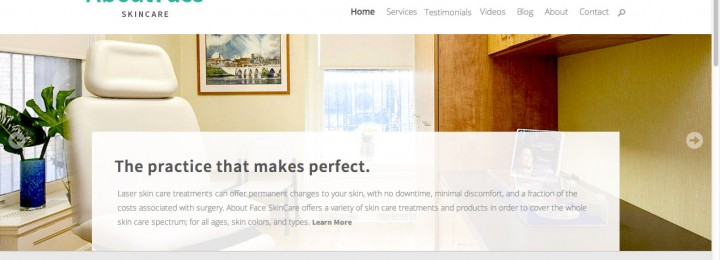 AboutFace
SKINCARE
Home Services Testimonials Videos Blog About Contact
The practice that makes perfect.
Laser skin care treatments can offer permanent changes to your skin, with no downtime, minimal discomfort, and a fraction of the
costs associated with surgery. About Face SkinCare offers a variety of skin care treatments and products in order to cover the whole
skin care spectrum; for all ages, skin colors, and types. Learn More